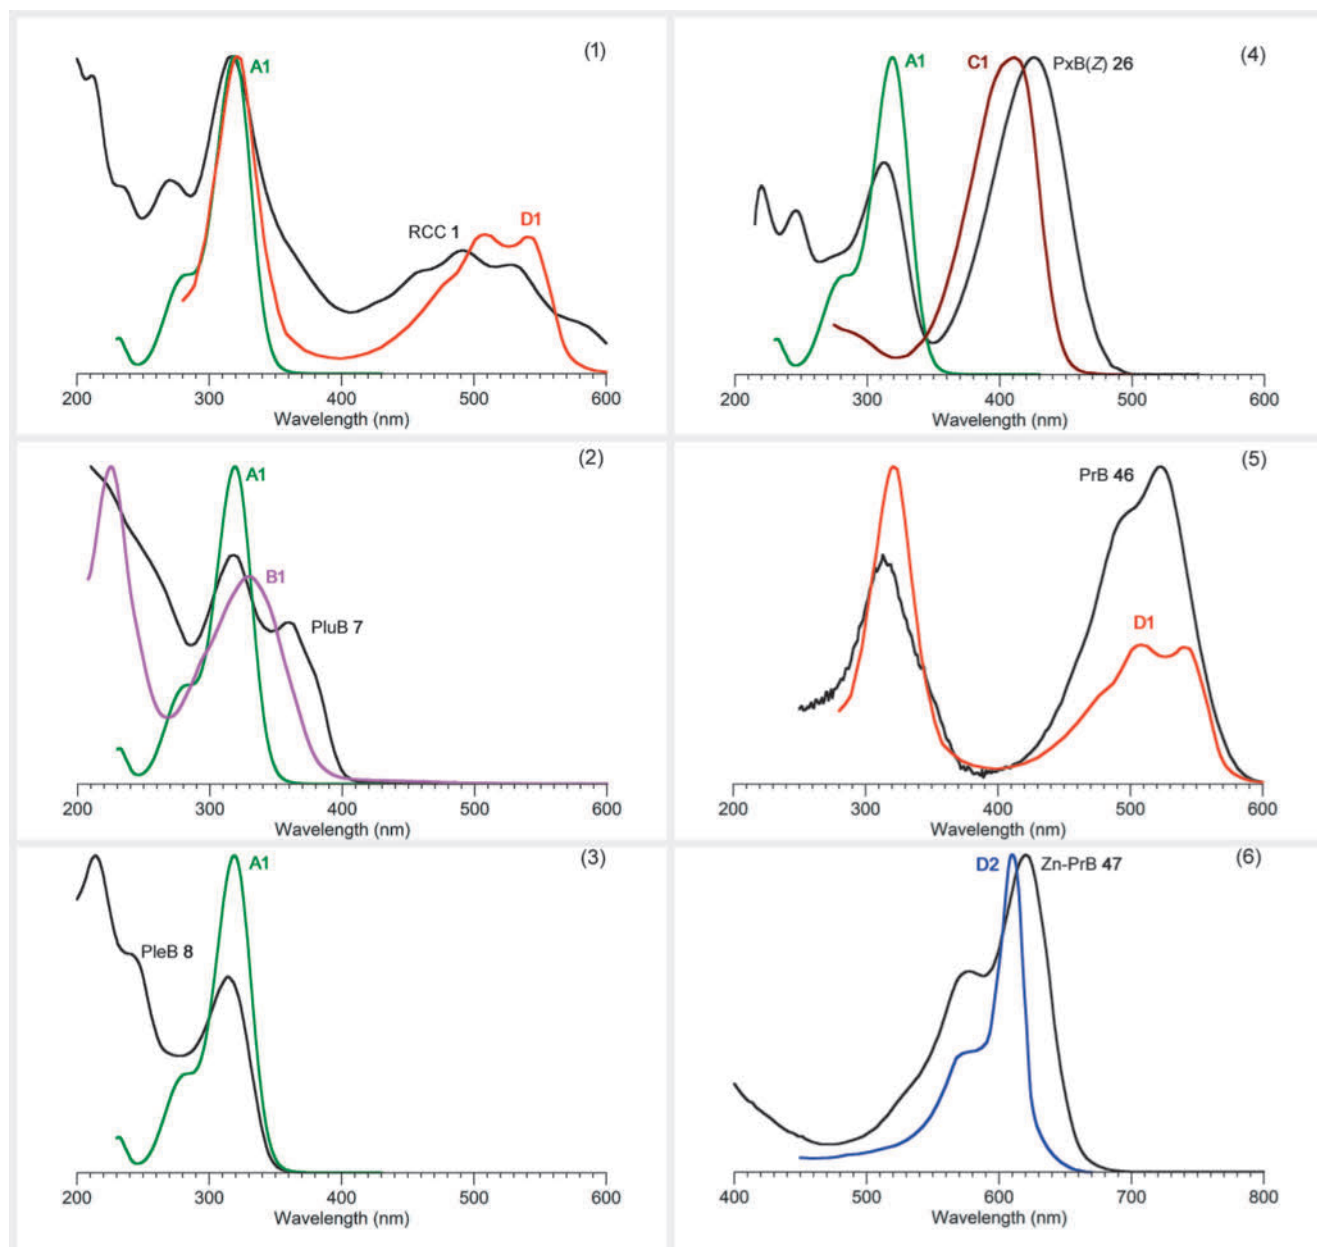 (1)
A1
RCC 1
D1
200 300 400 500 600
Wavelength (nm)
(2)
A1
B1
PluB 7
200 300 400 500 600
Wavelength (nm)
(3)
A1
PleB 8
200 300 400 500 600
Wavelength (nm)
(4)
A1
C1
PxB(Z) 26
200 300 400 500 600
Wavelength (nm)
(5)
PrB 46
D1
200 300 400 500 600
Wavelength (nm)
(6)
D2
Zn-PrB 47
400 500 600 700 800
Wavelength (nm)